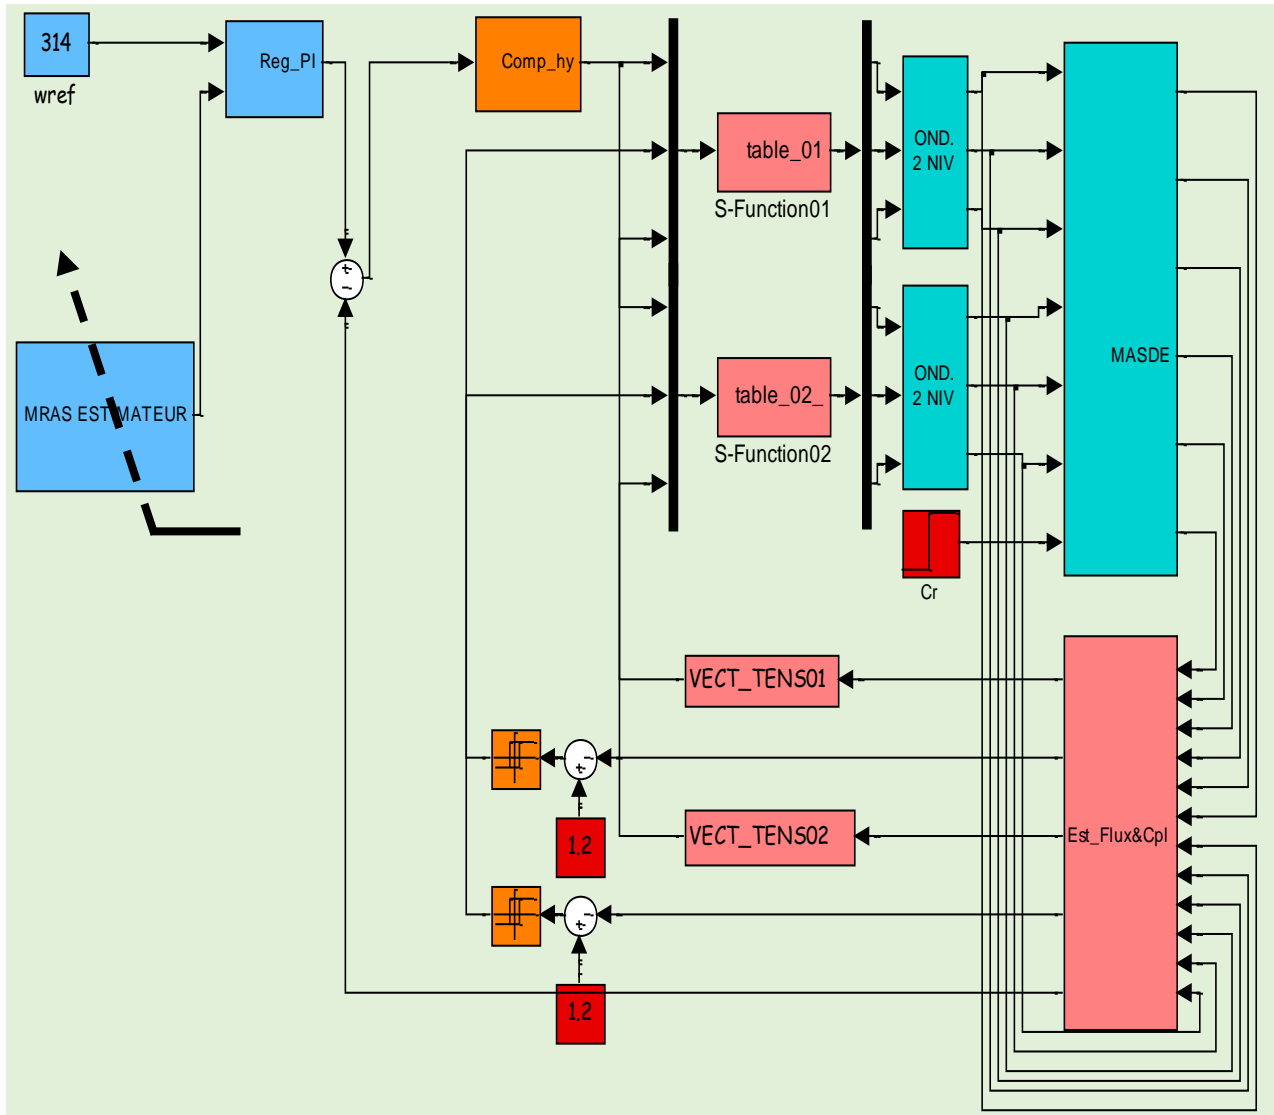 314
wref
Reg_PI
Comp_hy
table_01
S-Function01
OND.
2 NIV
MRAS ESTIMATEUR
table_02_
S-Function02
OND.
2 NIV
MASDE
Cr
VECT_TENS01
1,2
VECT_TENS02
Est_Flux&Cpl
1,2